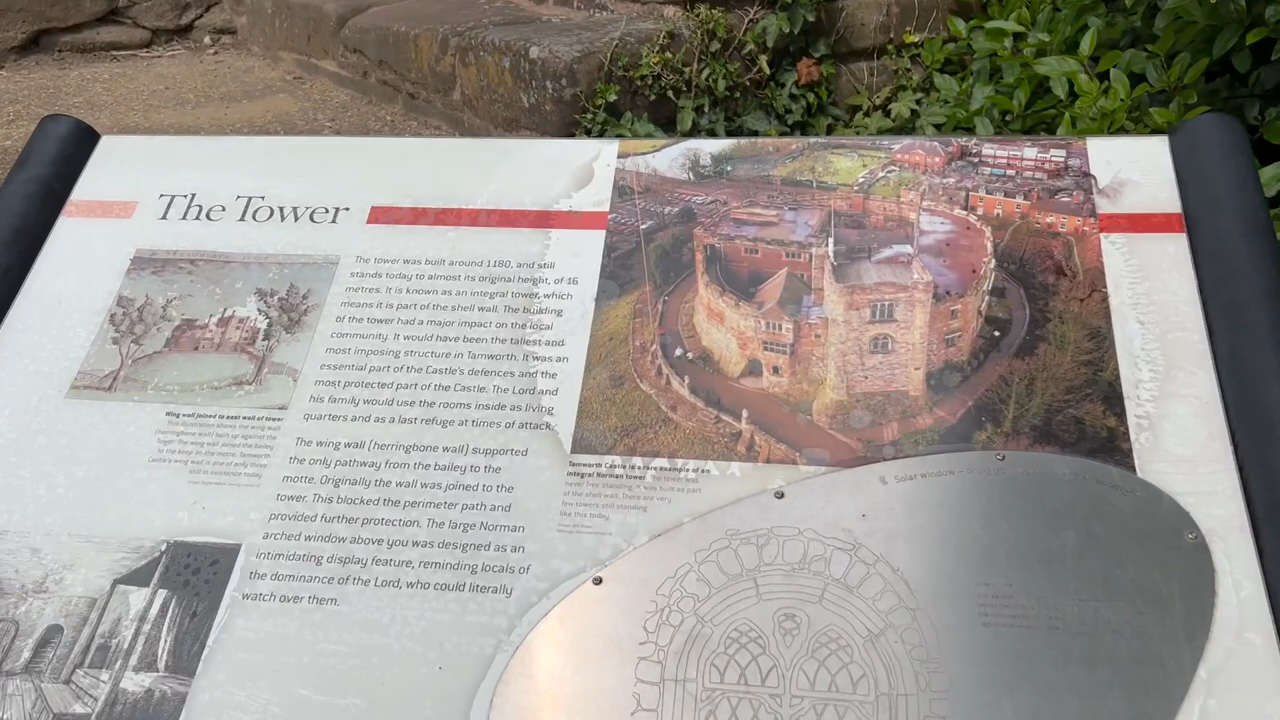 The Tower
The tower was built around 1180, and still
stands today to almost its original height, of 16
metres. It is known as an integral tower, which
means it is part of the shell wall. The building
of the tower had a major impact on the local
community. It would have been the tallest and
most imposing structure in Tamworth. It was an
essential part of the Castle's defences and the
most protected part of the Castle. The Lord and
his family would use the rooms inside as living
quarters and as a last refuge at times of attack.
The wing wall (herringbone wall) supported
the only pathway from the bailey to the
motte. Originally the wall was joined to the
tower. This blocked the perimeter path and
provided further protection. The large Norman
arched window above you was designed as an
intimidating display feature, reminding locals of
the dominance of the Lord, who could literally
watch over them.
Wing wall joined to east wall of tower
This illustration shows the wing wall
(herringbone wall) built up against the
tower. The wing wall joined the bailey
to the keep on the motte. Tamworth
Castle's wing wall is one of only three
still in existence today.
Tamworth Castle is a rare example of an
integral Norman tower. The tower was
never free standing. It was built as part
of the shell wall. There are very
few towers still standing
like this today.
Solar window –